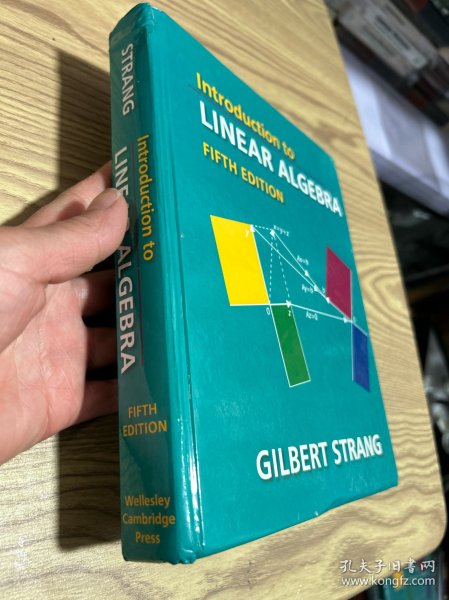 STRANG
Introduction to
LINEAR ALGEBRA
FIFTH EDITION
Wellesley
Cambridge
Press
Introduction to
LINEAR ALGEBRA
FIFTH EDITION
GILBERT STRANG
孔夫子旧书网
www.kongfz.com